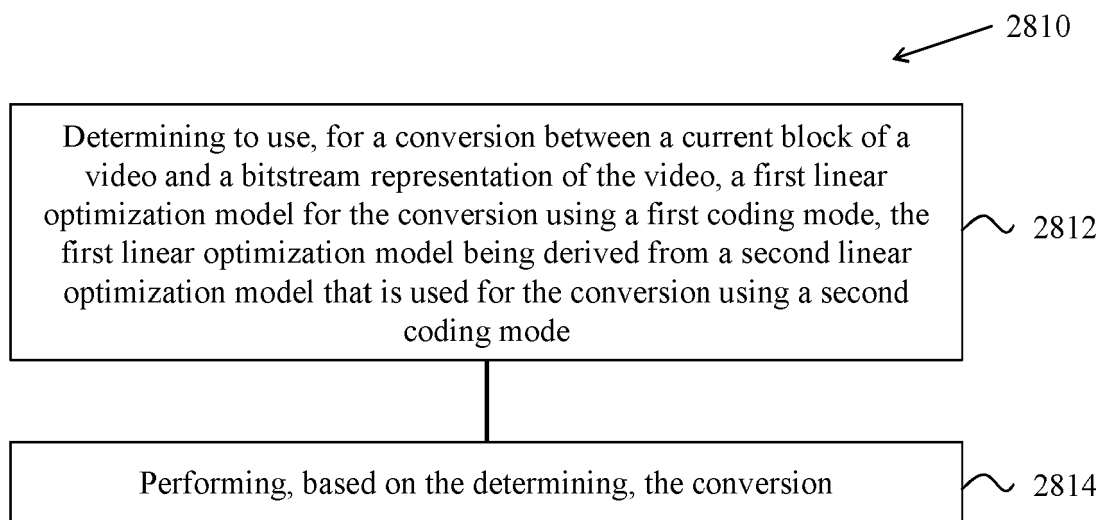 2810
Determining to use, for a conversion between a current block of a
video and a bitstream representation of the video, a first linear
optimization model for the conversion using a first coding mode, the
first linear optimization model being derived from a second linear
optimization model that is used for the conversion using a second
coding mode
2812
Performing, based on the determining, the conversion
2814